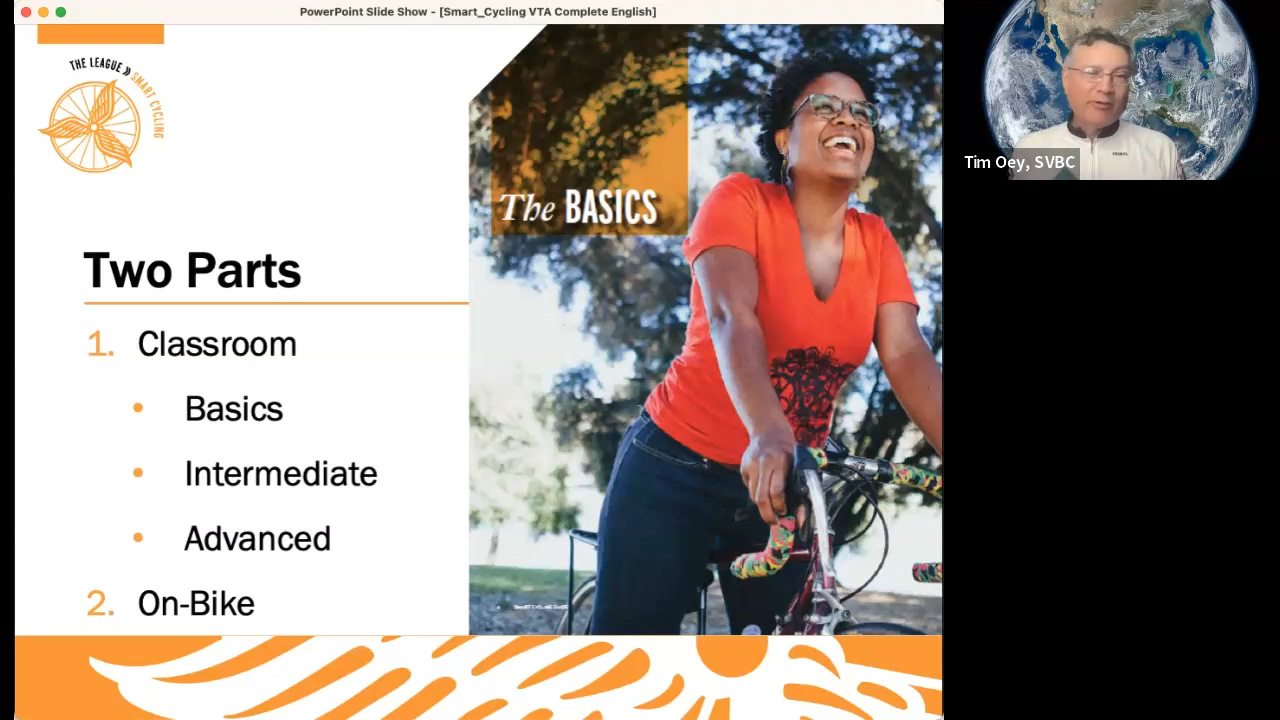 PowerPoint Slide Show - [Smart_Cycling VTA Complete English]
THE LEAGUE » SMART CYCLING
The BASICS
Two Parts
1. Classroom
• Basics
• Intermediate
• Advanced
2. On-Bike
Tim Oey, SVBC